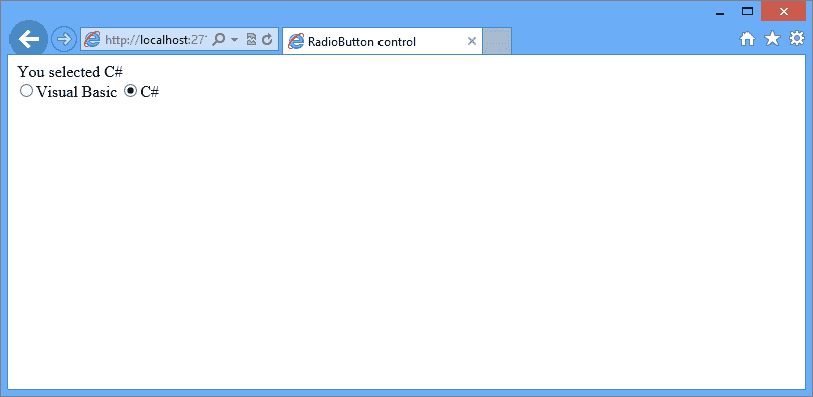 http://localhost:27
RadioButton control
You selected C#
Visual Basic C#